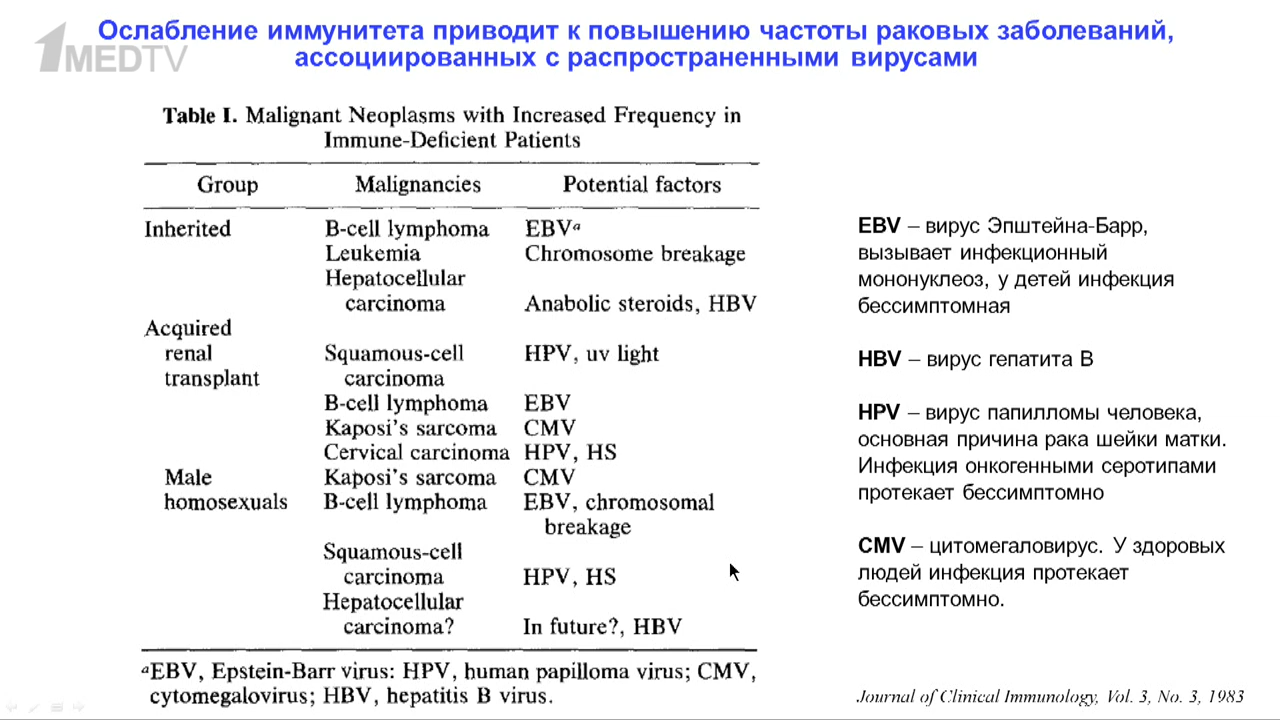 Ослабление иммунитета приводит к повышению частоты раковых заболеваний,
ассоциированных с распространенными вирусами
1MEDTV
Table I. Malignant Neoplasms with Increased Frequency in
Immune-Deficient Patients
Group Malignancies Potential factors
Inherited B-cell lymphoma EBVᵃ
Leukemia Chromosome breakage
Hepatocellular
carcinoma Anabolic steroids, HBV
Acquired
renal Squamous-cell HPV, uv light
transplant carcinoma
B-cell lymphoma EBV
Kaposi's sarcoma CMV
Cervical carcinoma HPV, HS
Male Kaposi's sarcoma CMV
homosexuals B-cell lymphoma EBV, chromosomal
breakage
Squamous-cell
carcinoma HPV, HS
Hepatocellular
carcinoma? In future?, HBV
ᵃEBV, Epstein-Barr virus: HPV, human papilloma virus; CMV,
cytomegalovirus; HBV, hepatitis B virus.
EBV – вирус Эпштейна-Барр,
вызывает инфекционный
мононуклеоз, у детей инфекция
бессимптомная
HBV – вирус гепатита В
HPV – вирус папилломы человека,
основная причина рака шейки матки.
Инфекция онкогенными серотипами
протекает бессимптомно
CMV – цитомегаловирус. У здоровых
людей инфекция протекает
бессимптомно.
Journal of Clinical Immunology, Vol. 3, No. 3, 1983